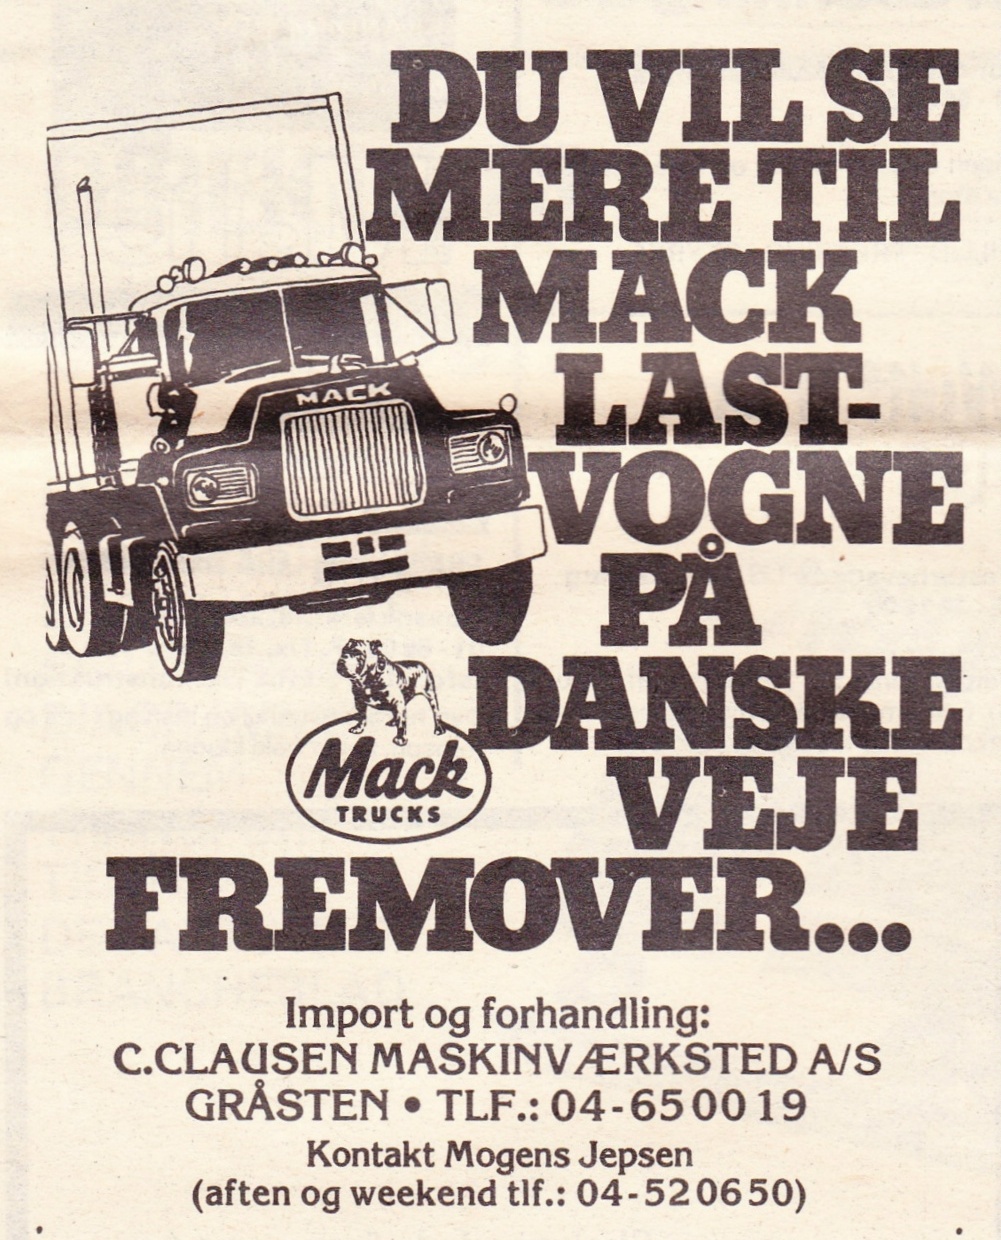 DU VIL SE
MERE TIL
MACK
LAST-
VOGNE
PÅ
DANSKE
VEJE
FREMOVER...
MACK
Mack
TRUCKS
Import og forhandling:
C.CLAUSEN MASKINVÆRKSTED A/S
GRÅSTEN • TLF.: 04-650019
Kontakt Mogens Jepsen
(aften og weekend tlf.: 04-520650)